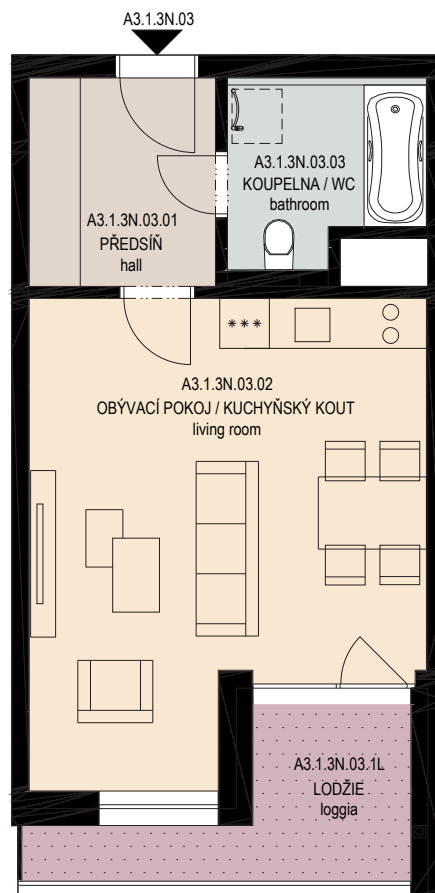 A3.1.3N.03
A3.1.3N.03.03
KOUPELNA / WC
bathroom
A3.1.3N.03.01
PŘEDSÍŇ
hall
***
A3.1.3N.03.02
OBÝVACÍ POKOJ / KUCHYŇSKÝ KOUT
living room
A3.1.3N.03.1L
LODŽIE
loggia